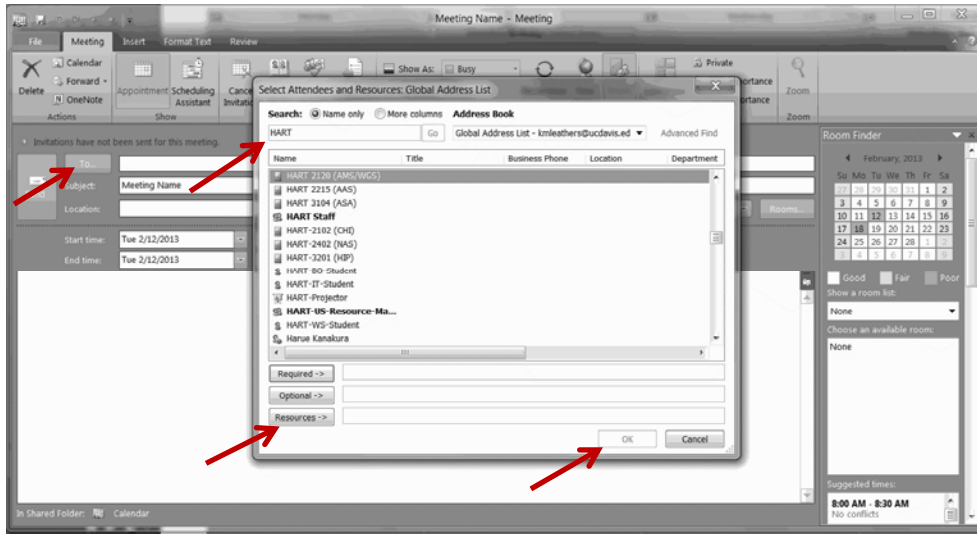 Meeting Name - Meeting
File Meeting Insert Format Text Review
Delete
Calendar
Forward
OneNote
Actions
Appointment Scheduling Assistant
Show
Cance
Invitati
Show As: Busy
Private
ortance
ortance
Zoom
Zoom
Invitations have not been sent for this meeting.
To...
Subject: Meeting Name
Location:
Rooms...
Start time: Tue 2/12/2013
End time: Tue 2/12/2013
Select Attendees and Resources: Global Address List
Search: Name only More columns Address Book
HART Go Global Address List - kmleathers@ucdavis.ed Advanced Find
Name Title Business Phone Location Department
HART 2120 (AMS/WGS)
HART 2215 (AAS)
HART 3104 (ASA)
HART Staff
HART-2102 (CHI)
HART-2402 (NAS)
HART-3201 (HIP)
HART-BO-Student
HART-IT-Student
HART-Projector
HART-US-Resource-Ma...
HART-WS-Student
Harue Kanakura
Required ->
Optional ->
Resources ->
OK Cancel
Room Finder
February, 2013
Su Mo Tu We Th Fr Sa
27 28 29 30 31 1 2
3 4 5 6 7 8 9
10 11 12 13 14 15 16
17 18 19 20 21 22 23
24 25 26 27 28 1 2
3 4 5 6 7 8 9
Good Fair Poor
Show a room list:
None
Choose an available room:
None
Suggested times:
8:00 AM - 8:30 AM
No conflicts
In Shared Folder: Calendar